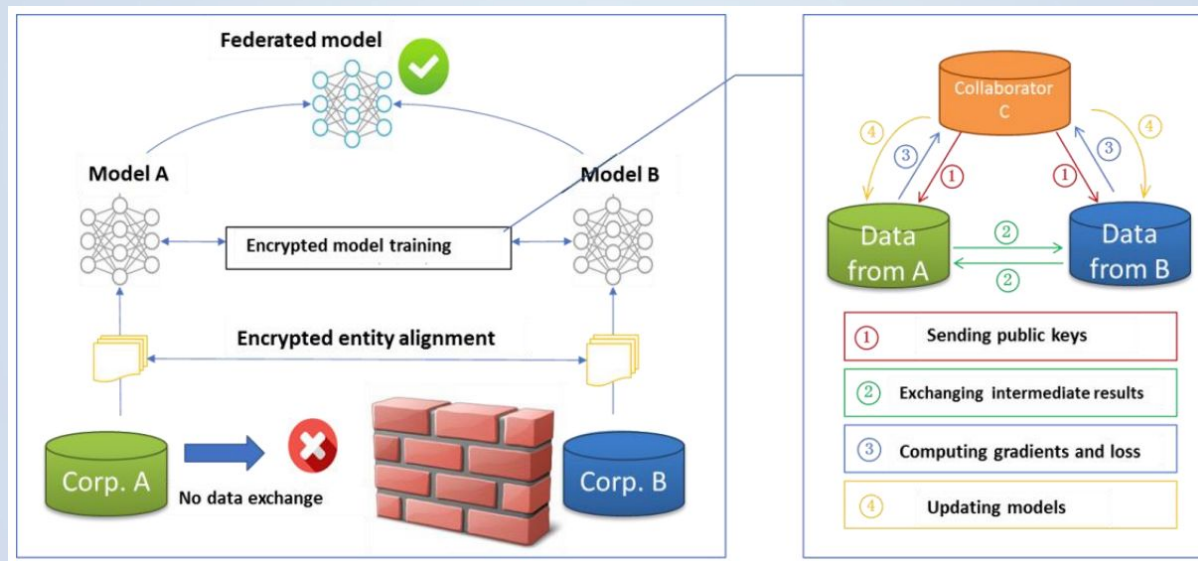 Federated model
Model A
Model B
Encrypted model training
Encrypted entity alignment
Corp. A
No data exchange
Corp. B
Collaborator
C
④
③
①
①
③
④
Data
from A
②
②
Data
from B
① Sending public keys
② Exchanging intermediate results
③ Computing gradients and loss
④ Updating models